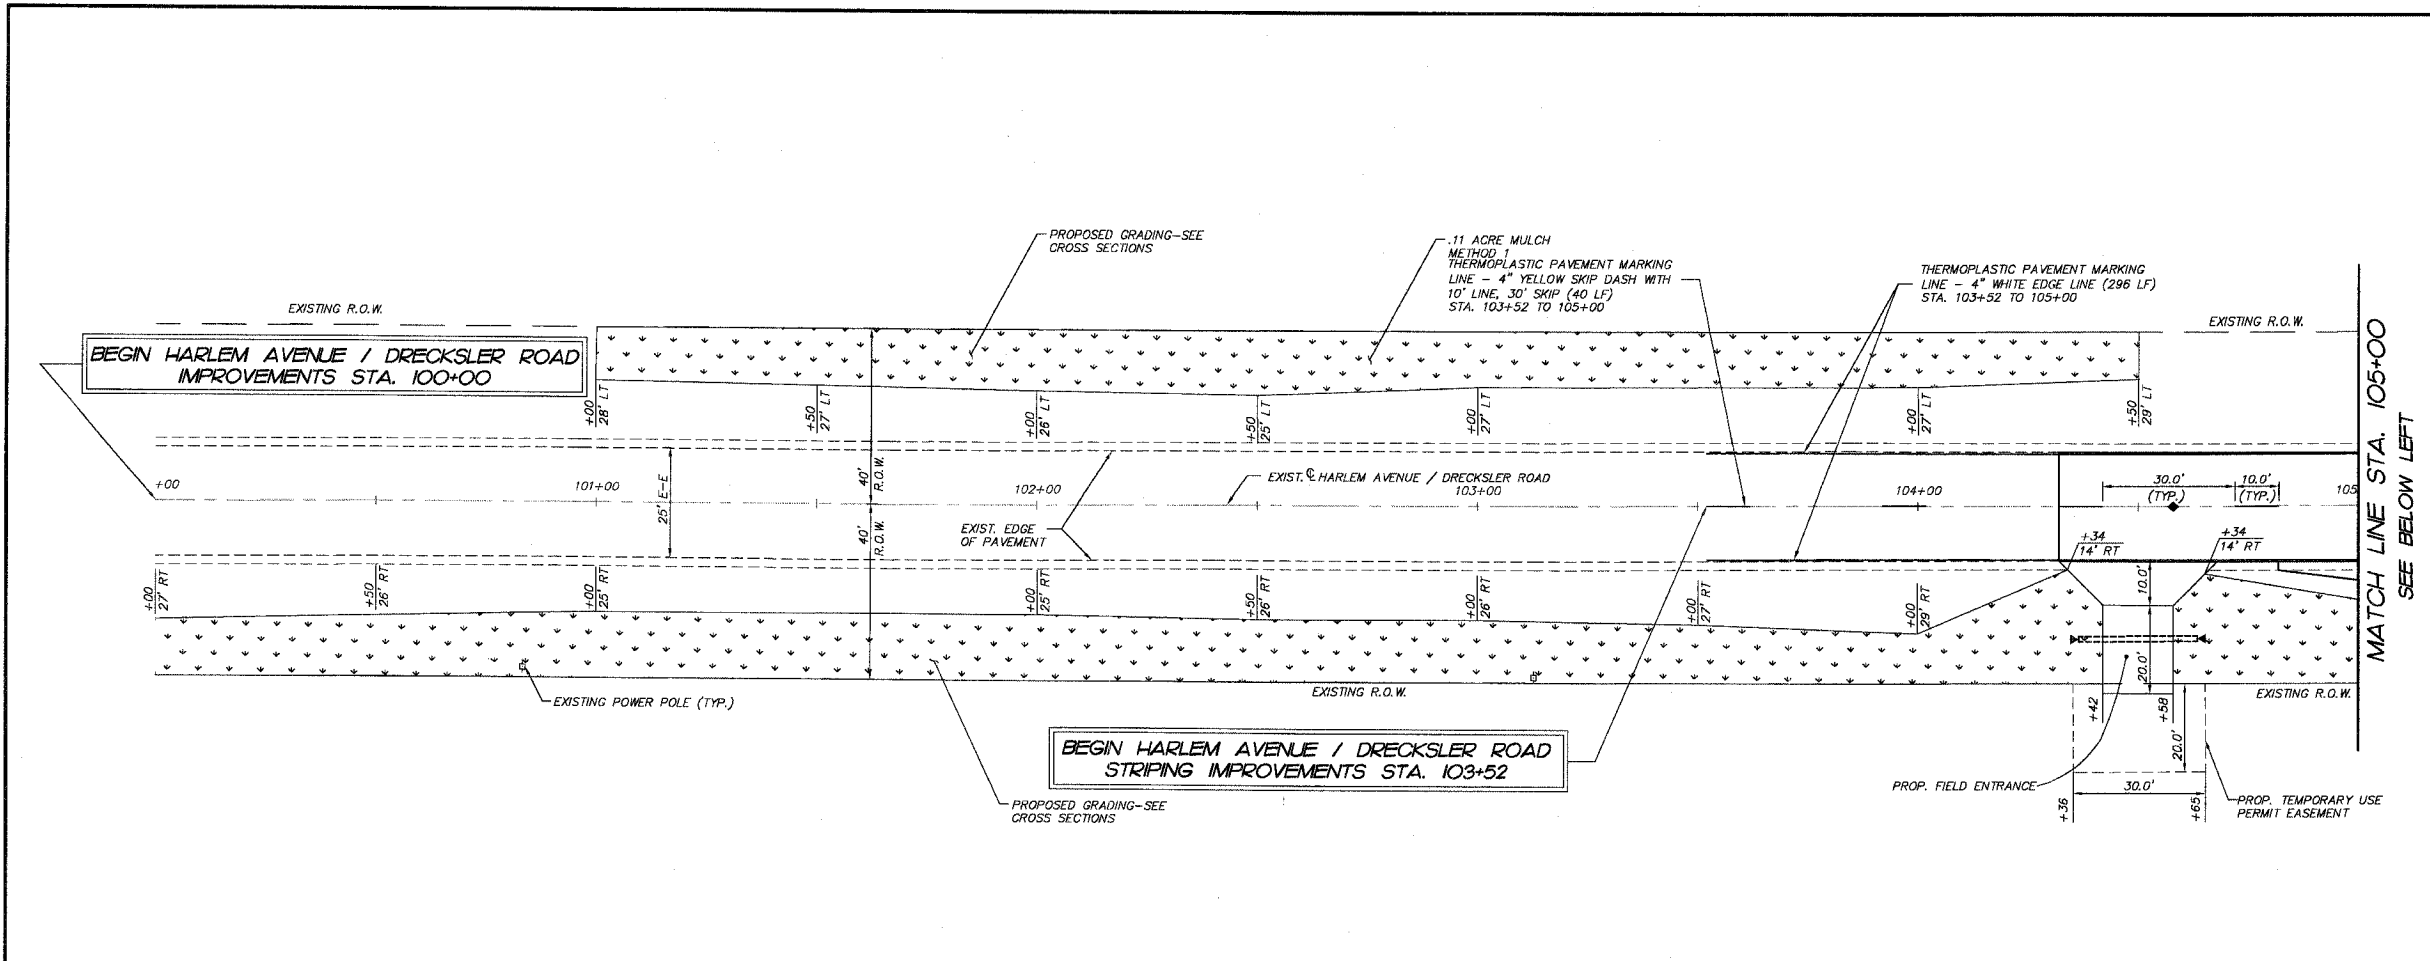 PROPOSED GRADING-SEE
CROSS SECTIONS
.11 ACRE MULCH
METHOD 1
THERMOPLASTIC PAVEMENT MARKING
LINE - 4" YELLOW SKIP DASH WITH
10' LINE, 30' SKIP (40 LF)
STA. 103+52 TO 105+00
THERMOPLASTIC PAVEMENT MARKING
LINE - 4" WHITE EDGE LINE (296 LF)
STA. 103+52 TO 105+00
EXISTING R.O.W.
EXISTING R.O.W.
BEGIN HARLEM AVENUE / DRECKSLER ROAD
IMPROVEMENTS STA. 100+00
MATCH LINE STA. 105+00
SEE BELOW LEFT
+00
28' LT
+50
27' LT
+00
26' LT
+50
25' LT
+00
27' LT
+00
27' LT
+50
29' LT
+00
101+00
25' E-E
40'
R.O.W.
40'
R.O.W.
102+00
EXIST. ℄ HARLEM AVENUE / DRECKSLER ROAD
103+00
104+00
30.0'
(TYP.)
10.0'
(TYP.)
105
EXIST. EDGE
OF PAVEMENT
+34
14' RT
+34
14' RT
+00
27' RT
+50
26' RT
+00
25' RT
+00
25' RT
+50
26' RT
+00
26' RT
+00
27' RT
+00
29' RT
10.0'
20.0'
EXISTING POWER POLE (TYP.)
EXISTING R.O.W.
EXISTING R.O.W.
+42
+58
20.0'
BEGIN HARLEM AVENUE / DRECKSLER ROAD
STRIPING IMPROVEMENTS STA. 103+52
PROP. FIELD ENTRANCE
30.0'
+36
+65
PROP. TEMPORARY USE
PERMIT EASEMENT
PROPOSED GRADING-SEE
CROSS SECTIONS